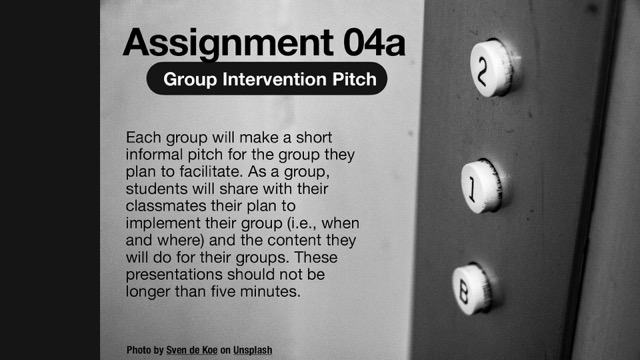 Assignment 04a
Group Intervention Pitch
Each group will make a short
informal pitch for the group they
plan to facilitate. As a group,
students will share with their
classmates their plan to
implement their group (i.e., when
and where) and the content they
will do for their groups. These
presentations should not be
longer than five minutes.
2
1
B
Photo by Sven de Koe on Unsplash